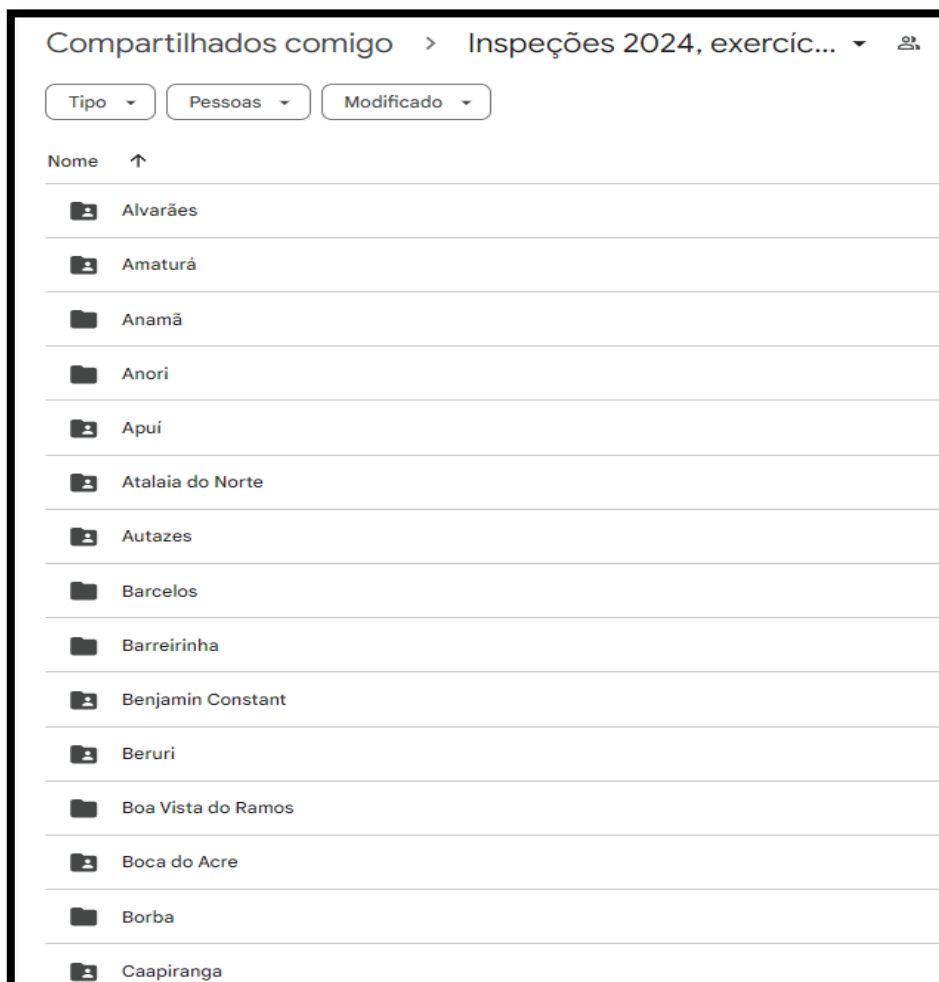 Compartilhados comigo > Inspeções 2024, exercíc...
Tipo Pessoas Modificado
Nome
Alvarães
Amaturá
Anamã
Anori
Apuí
Atalaia do Norte
Autazes
Barcelos
Barreirinha
Benjamin Constant
Beruri
Boa Vista do Ramos
Boca do Acre
Borba
Caapiranga